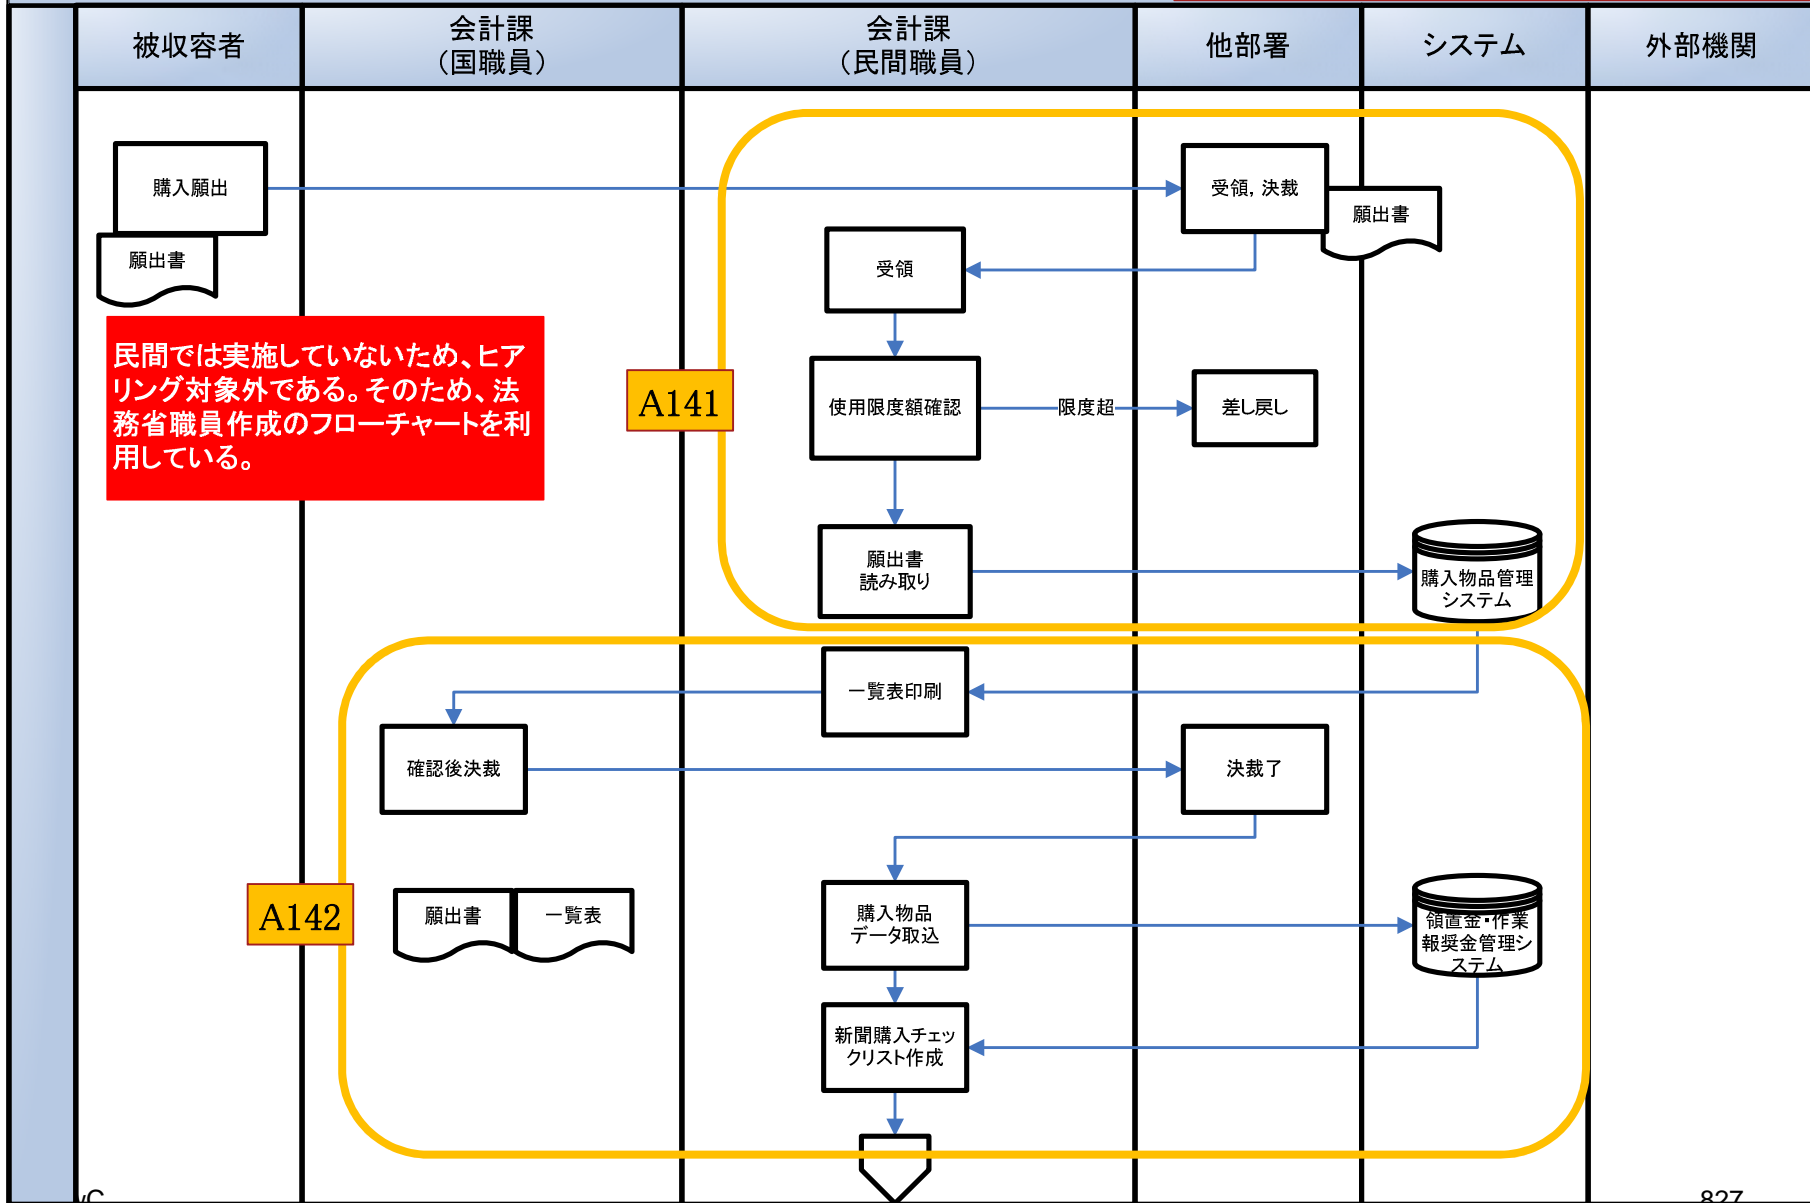 被収容者
会計課
（国職員）
会計課
（民間職員）
他部署
システム
外部機関
購入願出
願出書
受領，決裁
願出書
受領
民間では実施していないため、ヒア
リング対象外である。そのため、法
務省職員作成のフローチャートを利
用している。
A141
使用限度額確認
限度超
差し戻し
願出書
読み取り
購入物品管理
システム
一覧表印刷
確認後決裁
決裁了
A142
願出書
一覧表
購入物品
データ取込
領置金・作業
報奨金管理シ
ステム
新聞購入チェッ
クリスト作成
827